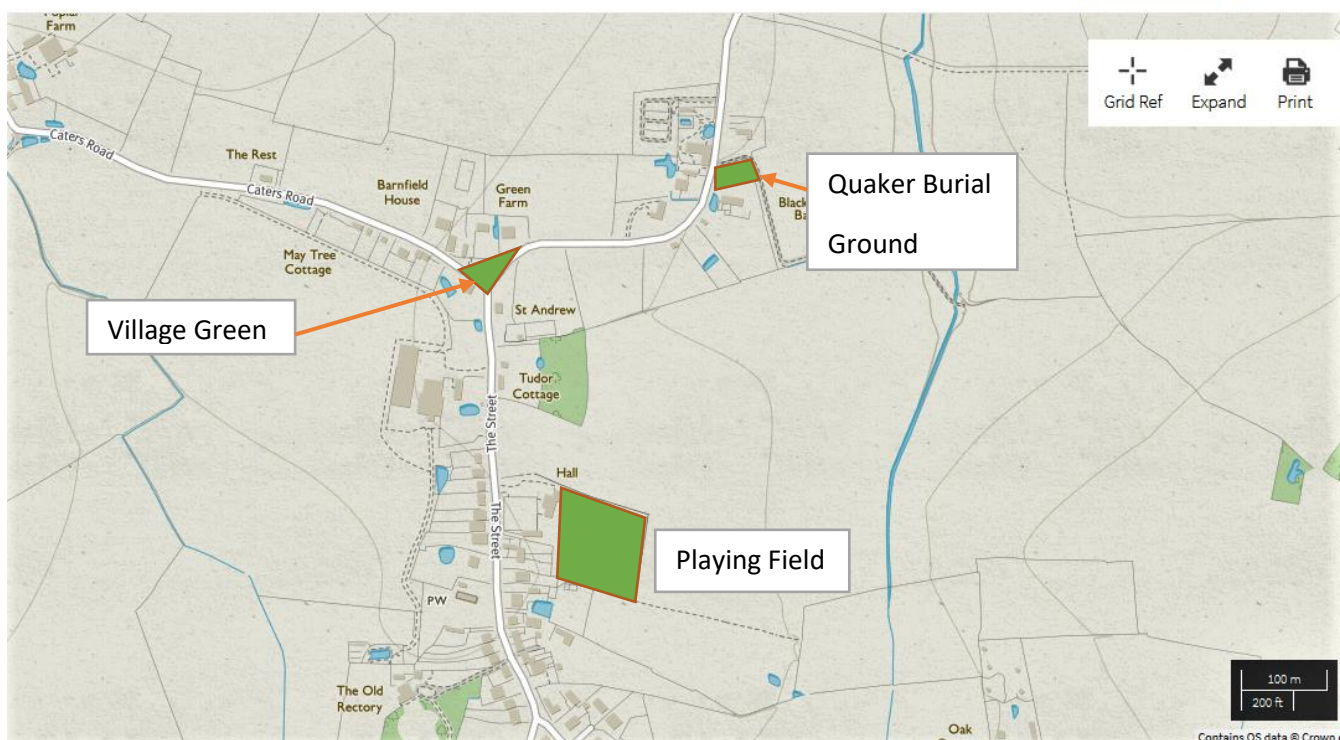 Farm
Grid Ref
Expand
Print
Caters Road
The Rest
Caters Road
Barnfield
House
Green
Farm
Quaker Burial
Ground
Black
Ba
May Tree
Cottage
Village Green
St Andrew
Tudor
Cottage
The Street
Hall
The Street
Playing Field
PW
The Old
Rectory
100 m
200 ft
Oak
Contains OS data © Crown